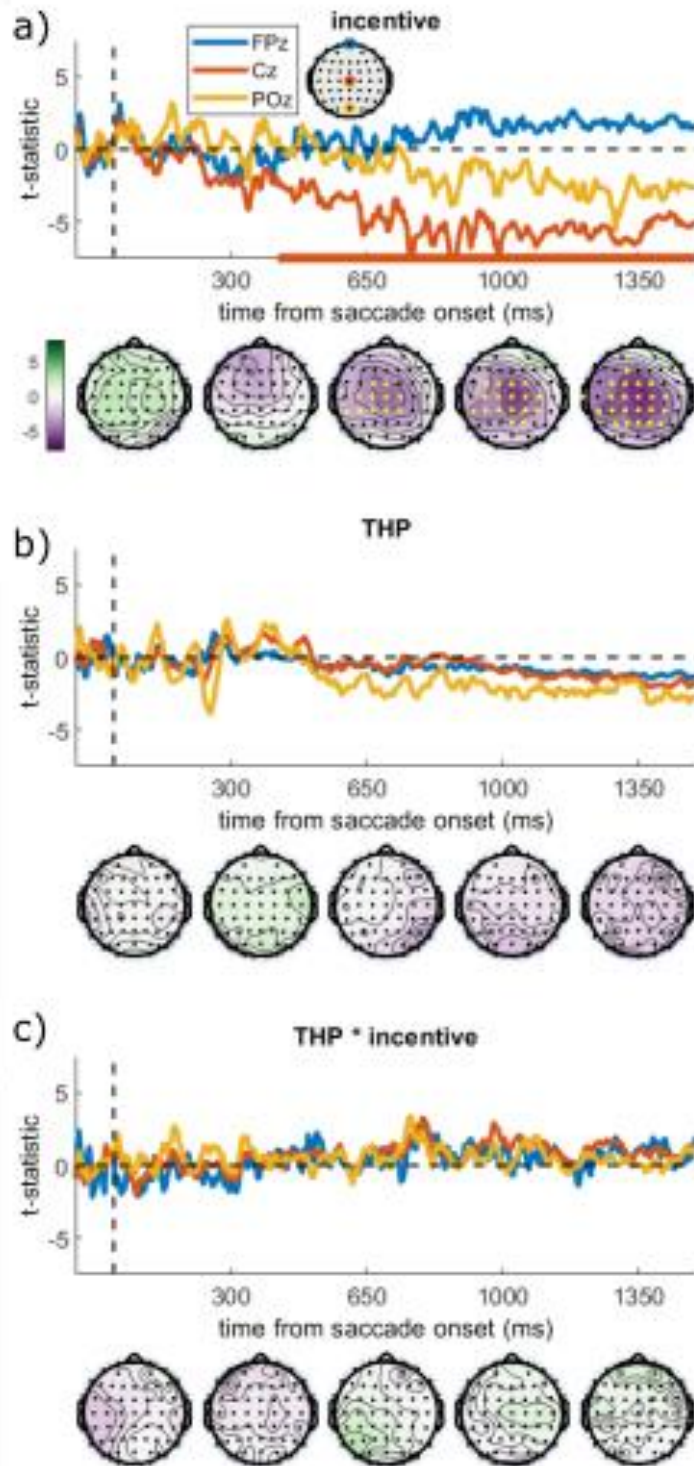 a)
incentive
FPz
Cz
POz
5
0
-5
t-statistic
300 650 1000 1350
time from saccade onset (ms)
5
0
-5
b)
THP
5
0
-5
t-statistic
300 650 1000 1350
time from saccade onset (ms)
c)
THP * incentive
5
0
-5
t-statistic
300 650 1000 1350
time from saccade onset (ms)